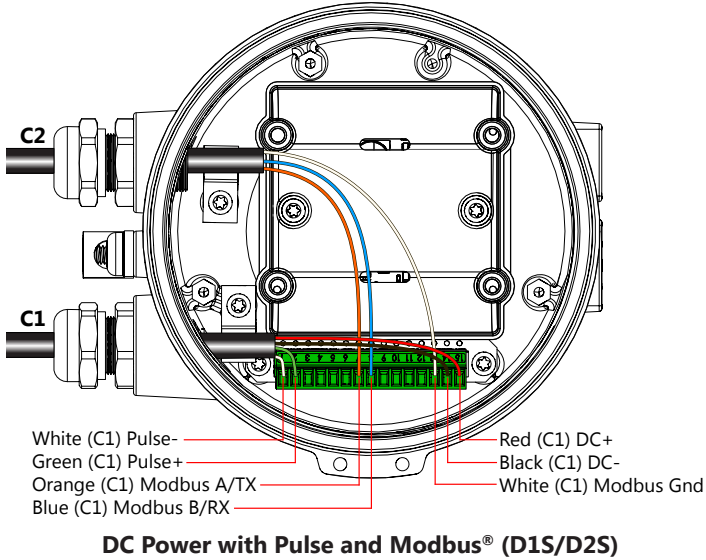 C2
C1
White (C1) Pulse-
Green (C1) Pulse+
Orange (C1) Modbus A/TX
Blue (C1) Modbus B/RX
Red (C1) DC+
Black (C1) DC-
White (C1) Modbus Gnd
DC Power with Pulse and Modbus® (D1S/D2S)